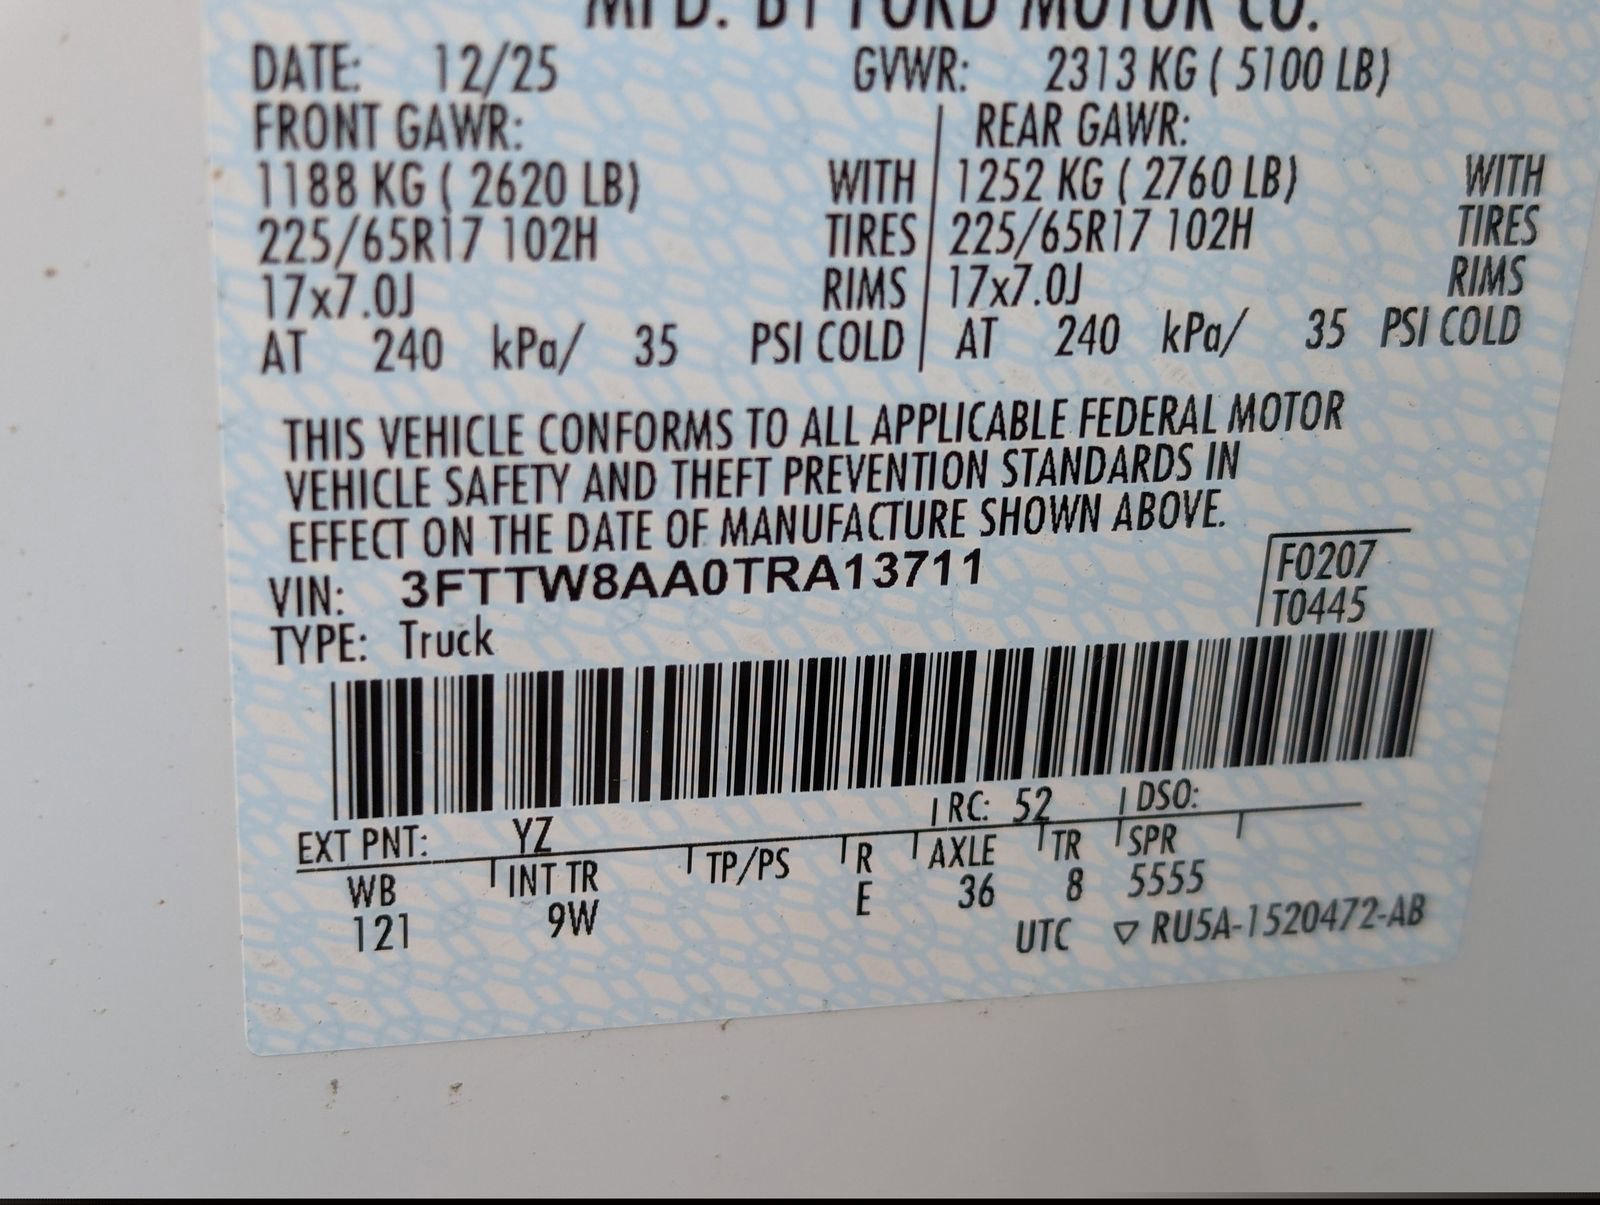 MFD. BY FORD MOTOR CO.
DATE: 12/25 GVWR: 2313 KG ( 5100 LB)
FRONT GAWR: REAR GAWR:
1188 KG ( 2620 LB) WITH 1252 KG ( 2760 LB) WITH
225/65R17 102H TIRES 225/65R17 102H TIRES
17x7.0J RIMS 17x7.0J RIMS
AT 240 kPa/ 35 PSI COLD AT 240 kPa/ 35 PSI COLD
THIS VEHICLE CONFORMS TO ALL APPLICABLE FEDERAL MOTOR
VEHICLE SAFETY AND THEFT PREVENTION STANDARDS IN
EFFECT ON THE DATE OF MANUFACTURE SHOWN ABOVE.
VIN: 3FTTW8AA0TRA13711 F0207
TYPE: Truck T0445
EXT PNT: YZ RC: 52 DSO:
WB INT TR TP/PS R AXLE TR SPR
121 9W E 36 8 5555
UTC ▽ RU5A-1520472-AB